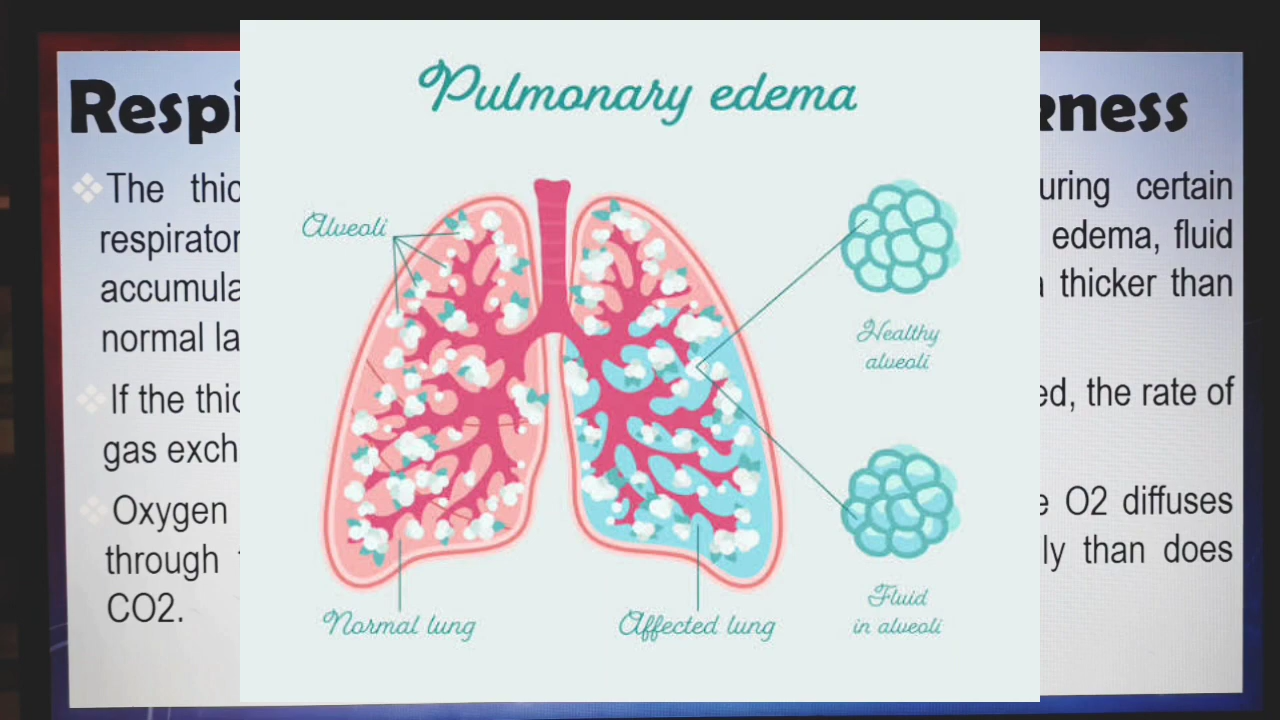 Respi
kness
Pulmonary edema
The thic
uring certain
respirator
edema, fluid
accumula
thicker than
normal la
If the thic
ed, the rate of
gas exch
Oxygen
e O2 diffuses
through
ly than does
CO2.
Alveoli
Healthy
alveoli
Fluid
in alveoli
Normal lung
Affected lung